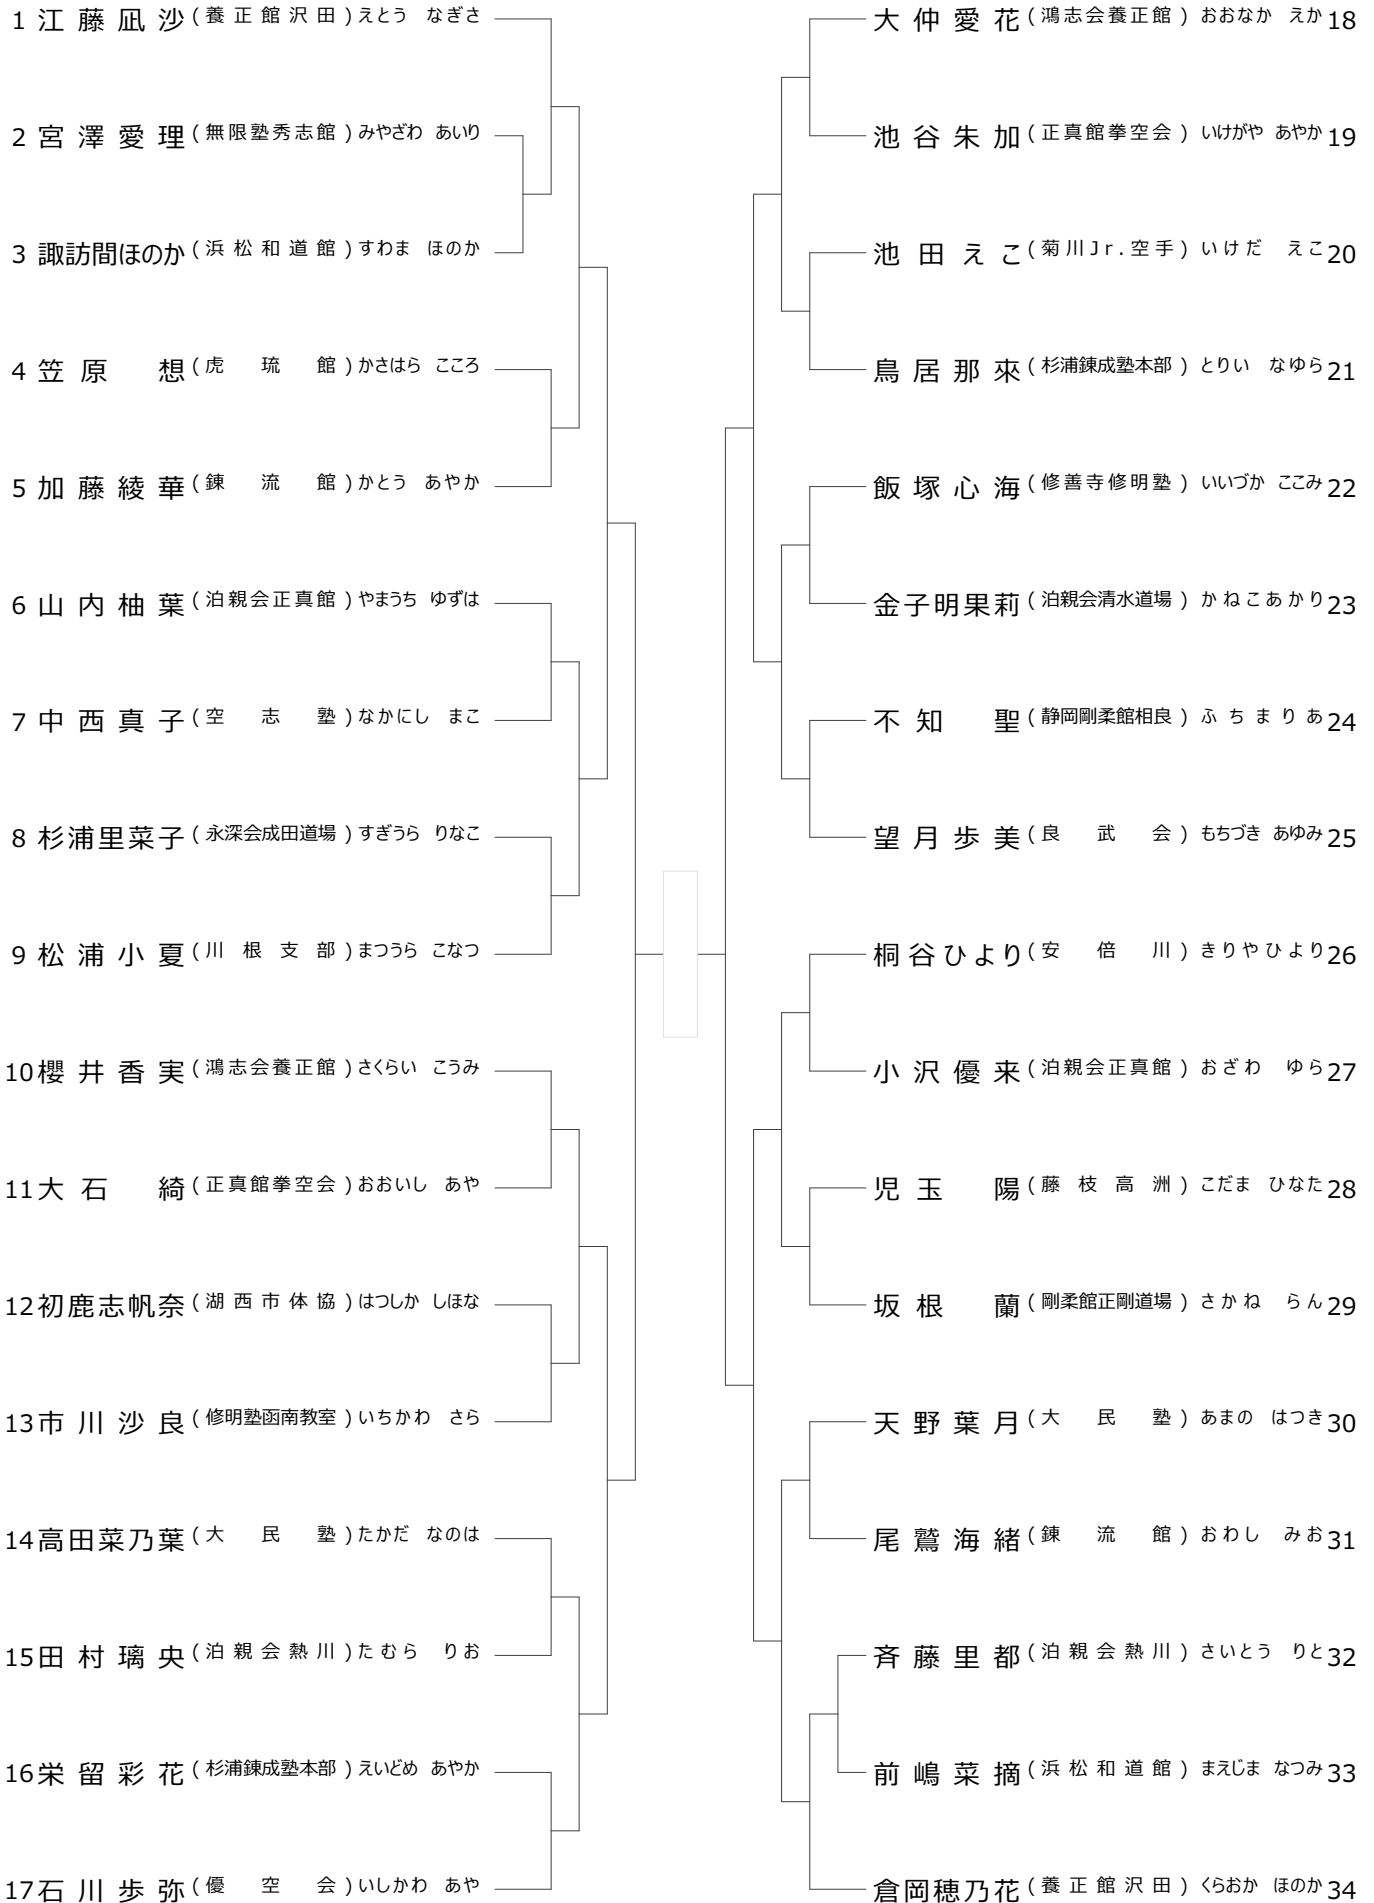 1 江藤凪沙 (養正館沢田) えとう なぎさ
2 宮澤愛理 (無限塾秀志館) みやざわ あいり
3 諏訪間ほのか (浜松和道館) すわま ほのか
4 笠原 想 (虎琉館) かさはら こころ
5 加藤綾華 (錬流館) かとう あやか
6 山内柚葉 (泊親会正真館) やまうち ゆずは
7 中西真子 (空志塾) なかにし まこ
8 杉浦里菜子 (永深会成田道場) すぎうら りなこ
9 松浦小夏 (川根支部) まつうら こなつ
10 櫻井香実 (鴻志会養正館) さくらい こうみ
11 大石 綺 (正真館拳空会) おおいし あや
12 初鹿志帆奈 (湖西市体協) はつしか しほな
13 市川沙良 (修明塾函南教室) いちかわ さら
14 高田菜乃葉 (大民塾) たかだ なのは
15 田村璃央 (泊親会熱川) たむら りお
16 栄留彩花 (杉浦錬成塾本部) えいどめ あやか
17 石川歩弥 (優空会) いしかわ あや
大仲愛花 (鴻志会養正館) おおなか えか 18
池谷朱加 (正真館拳空会) いけがや あやか 19
池田えこ (菊川Jr.空手) いけだ えこ 20
鳥居那來 (杉浦錬成塾本部) とりい なゆら 21
飯塚心海 (修善寺修明塾) いいづか ここみ 22
金子明果莉 (泊親会清水道場) かねこあかり 23
不知 聖 (静岡剛柔館相良) ふちまりあ 24
望月歩美 (良武会) もちづき あゆみ 25
桐谷ひより (安倍川) きりやひより 26
小沢優来 (泊親会正真館) おざわ ゆら 27
児玉 陽 (藤枝高洲) こだま ひなた 28
坂根 蘭 (剛柔館正剛道場) さかね らん 29
天野葉月 (大民塾) あまの はつき 30
尾鷲海緒 (錬流館) おわし みお 31
斉藤里都 (泊親会熱川) さいとう りと 32
前嶋菜摘 (浜松和道館) まえじま なつみ 33
倉岡穂乃花 (養正館沢田) くらおか ほのか 34